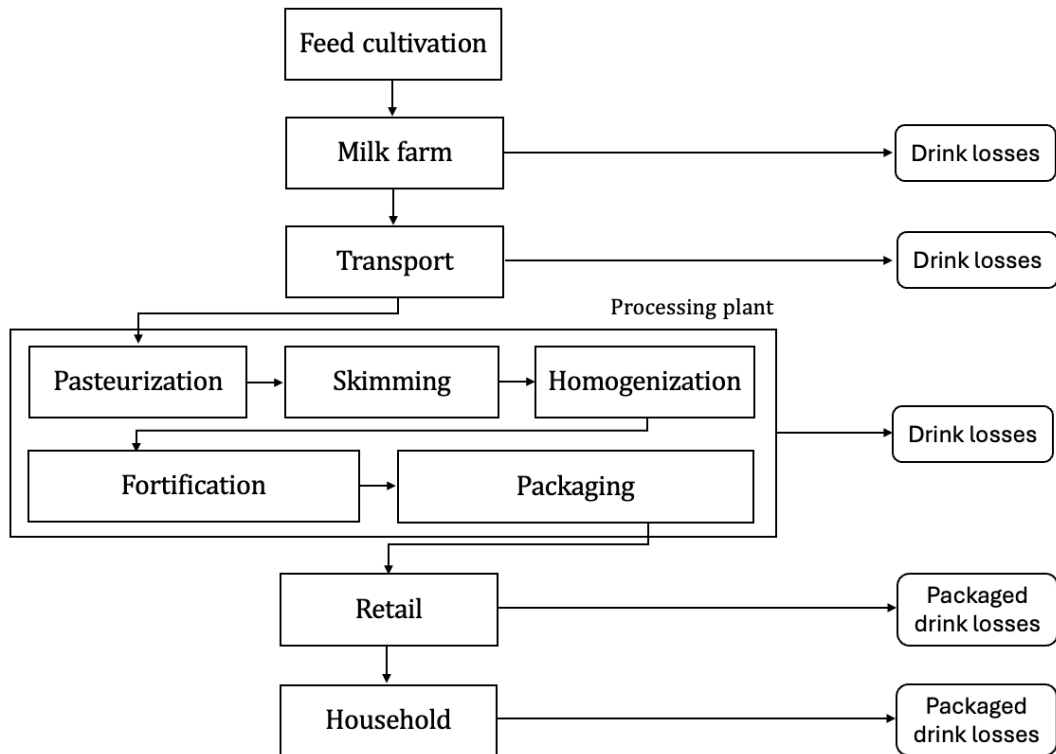 Feed cultivation
Milk farm
Drink losses
Transport
Drink losses
Processing plant
Pasteurization
Skimming
Homogenization
Drink losses
Fortification
Packaging
Retail
Packaged
drink losses
Household
Packaged
drink losses